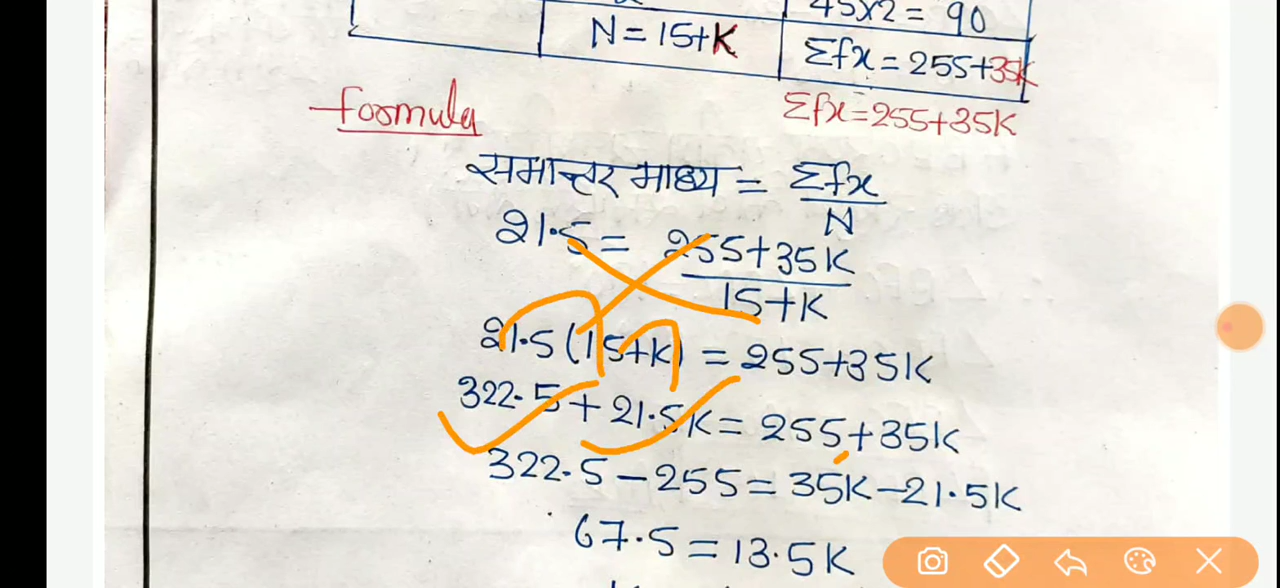 45x2= 90
N=15+K
Σfx=255+35K
Σfx=255+35K
formula
समान्तर माध्य = Σfx/N
21.5= 255+35K/15+K
21.5(15+K) = 255+35K
322.5+21.5K= 255+35K
322.5-255=35K-21.5K
67.5=13.5K